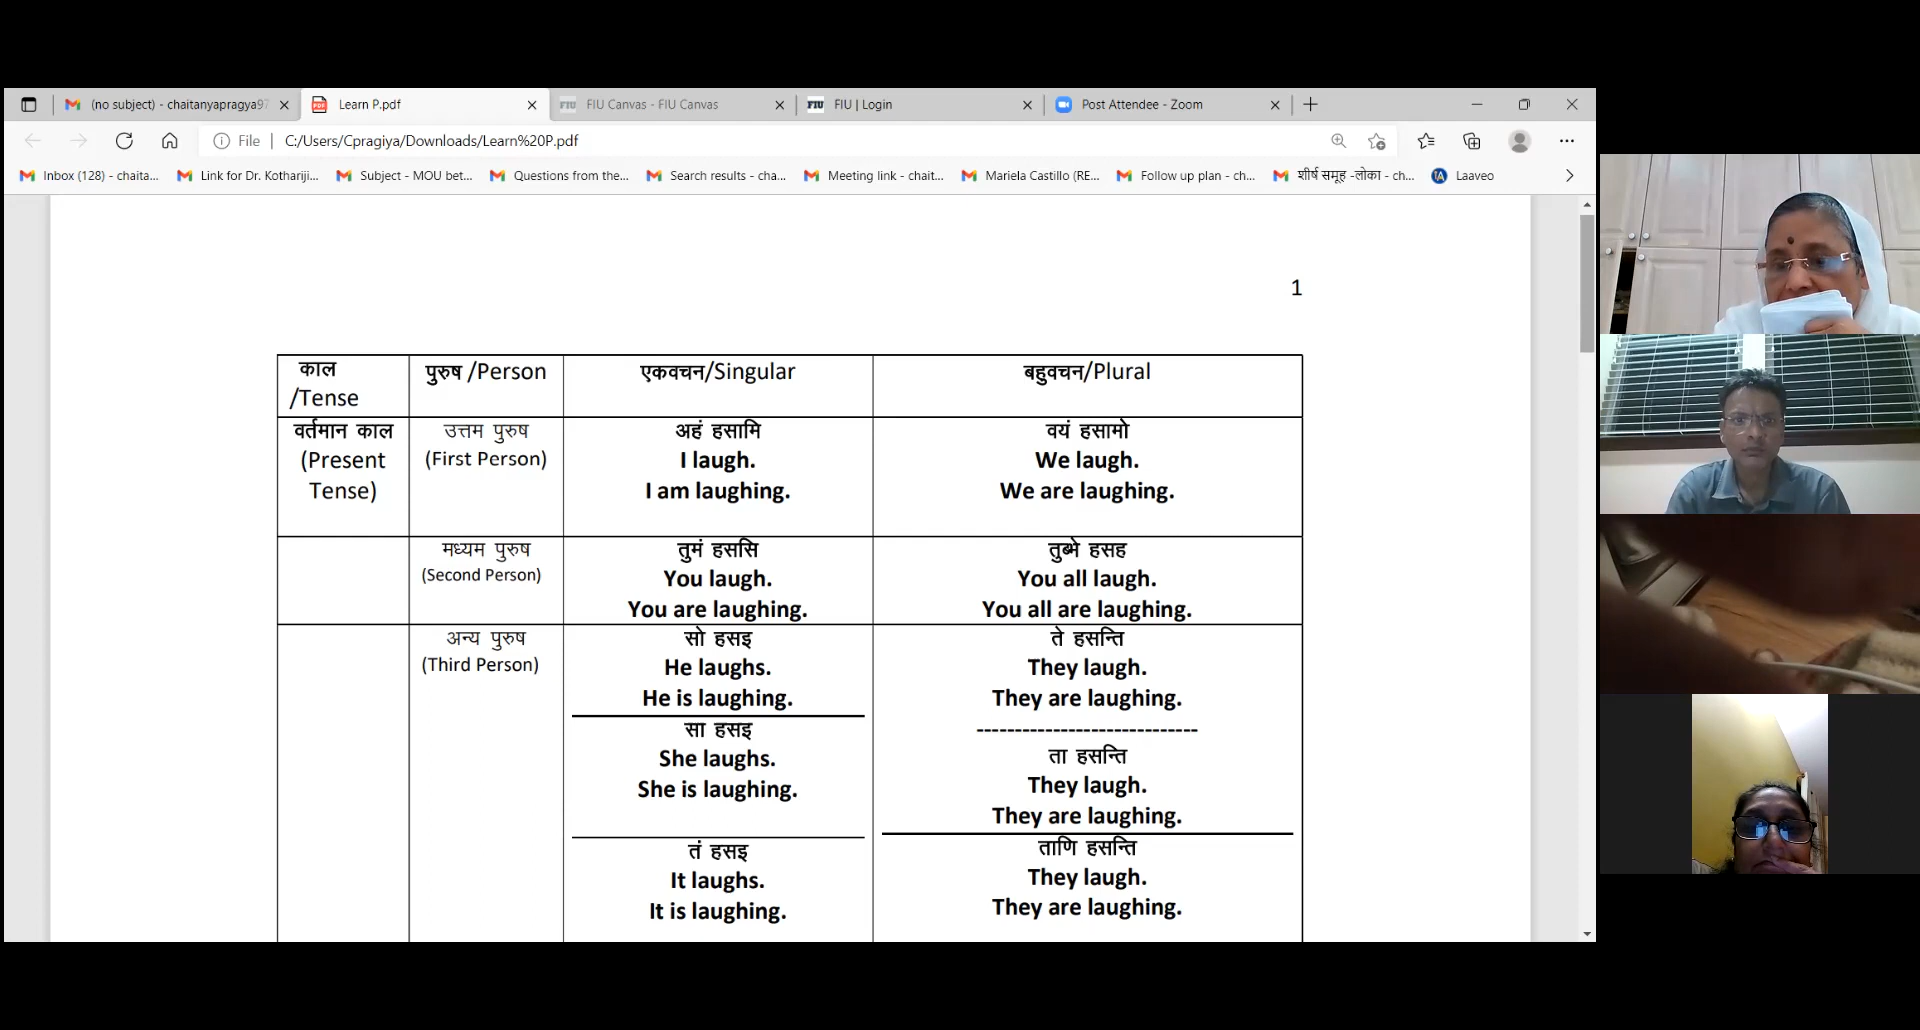 (no subject) - chaitanyapragya97
Learn P.pdf
FIU Canvas - FIU Canvas
FIU | Login
Post Attendee - Zoom
File | C:/Users/Cpragiya/Downloads/Learn%20P.pdf
Inbox (128) - chaita...
Link for Dr. Kothariji...
Subject - MOU bet...
Questions from the...
Search results - cha...
Meeting link - chait...
Mariela Castillo (RE...
Follow up plan - ch...
शीर्ष समूह -लोका - ch...
Laaveo
1
काल
/Tense
पुरुष /Person
एकवचन/Singular
बहुवचन/Plural
वर्तमान काल
(Present
Tense)
उत्तम पुरुष
(First Person)
अहं हसामि
I laugh.
I am laughing.
वयं हसामो
We laugh.
We are laughing.
मध्यम पुरुष
(Second Person)
तुमं हससि
You laugh.
You are laughing.
तुब्भे हसह
You all laugh.
You all are laughing.
अन्य पुरुष
(Third Person)
सो हसइ
He laughs.
He is laughing.
सा हसइ
She laughs.
She is laughing.
तं हसइ
It laughs.
It is laughing.
ते हसन्ति
They laugh.
They are laughing.
-----------------------------
ता हसन्ति
They laugh.
They are laughing.
ताणि हसन्ति
They laugh.
They are laughing.